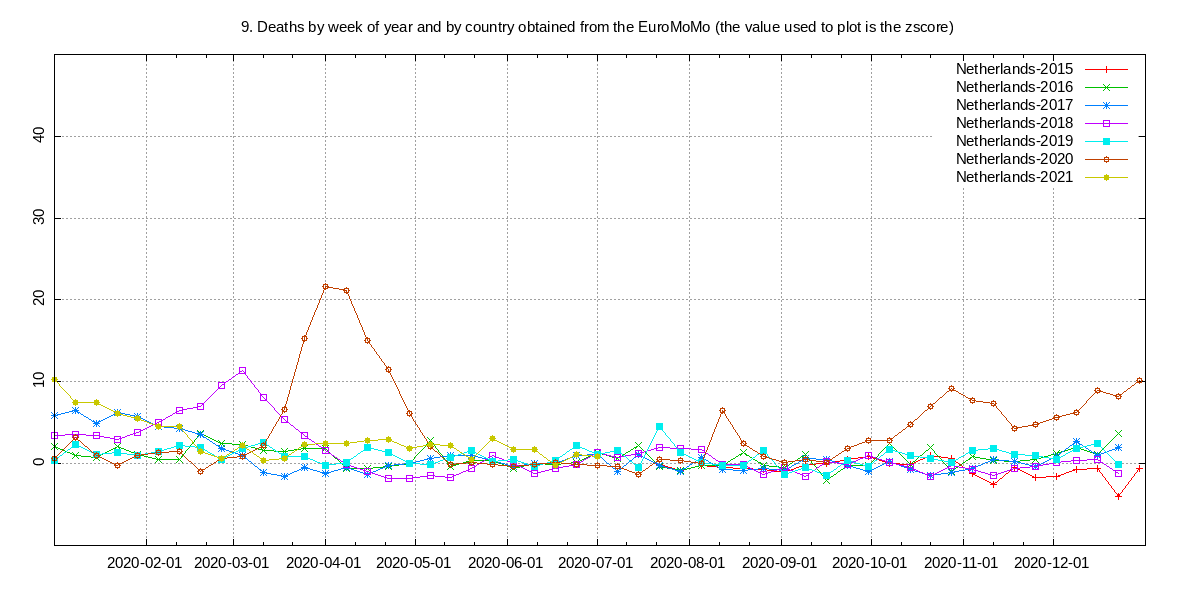 9. Deaths by week of year and by country obtained from the EuroMoMo (the value used to plot is the zscore)
Netherlands-2015
Netherlands-2016
Netherlands-2017
Netherlands-2018
Netherlands-2019
Netherlands-2020
Netherlands-2021
40
30
20
10
0
2020-02-01 2020-03-01 2020-04-01 2020-05-01 2020-06-01 2020-07-01 2020-08-01 2020-09-01 2020-10-01 2020-11-01 2020-12-01